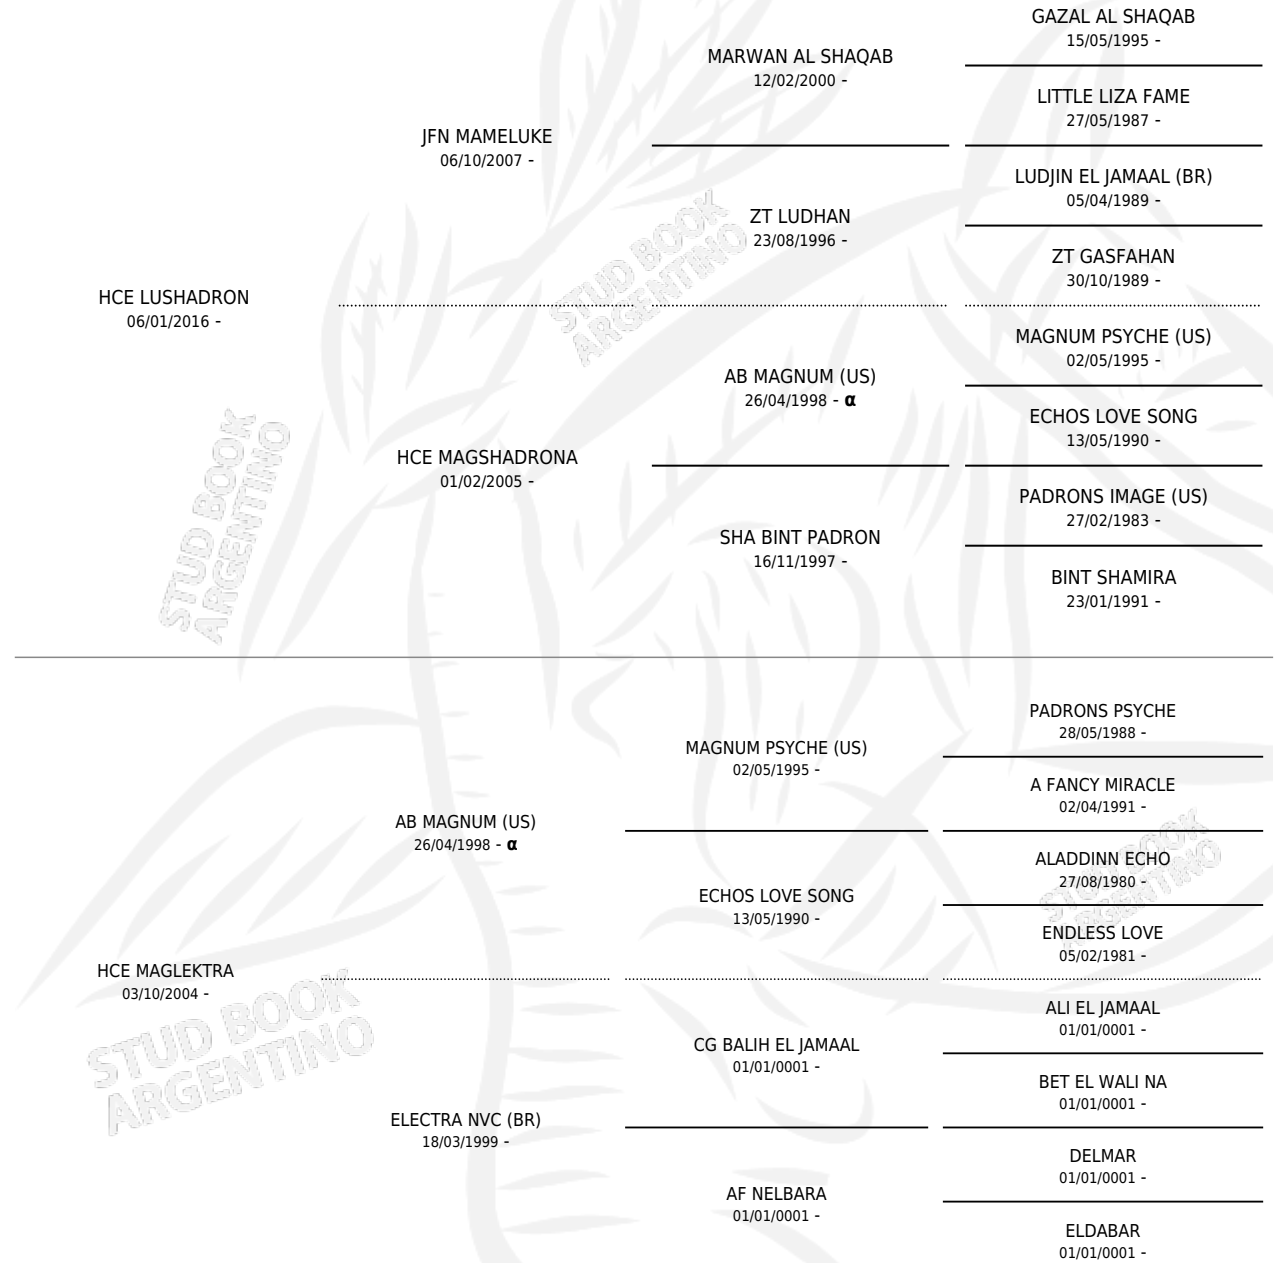 GAZAL AL SHAQAB
15/05/1995 -
MARWAN AL SHAQAB
12/02/2000 -
LITTLE LIZA FAME
27/05/1987 -
JFN MAMELUKE
06/10/2007 -
LUDJIN EL JAMAAL (BR)
05/04/1989 -
ZT LUDHAN
23/08/1996 -
ZT GASFAHAN
30/10/1989 -
HCE LUSHADRON
06/01/2016 -
MAGNUM PSYCHE (US)
02/05/1995 -
AB MAGNUM (US)
26/04/1998 - α
ECHOS LOVE SONG
13/05/1990 -
HCE MAGSHADRONA
01/02/2005 -
PADRONS IMAGE (US)
27/02/1983 -
SHA BINT PADRON
16/11/1997 -
BINT SHAMIRA
23/01/1991 -
PADRONS PSYCHE
28/05/1988 -
MAGNUM PSYCHE (US)
02/05/1995 -
A FANCY MIRACLE
02/04/1991 -
AB MAGNUM (US)
26/04/1998 - α
ALADDINN ECHO
27/08/1980 -
ECHOS LOVE SONG
13/05/1990 -
ENDLESS LOVE
05/02/1981 -
HCE MAGLEKTRA
03/10/2004 -
ALI EL JAMAAL
01/01/0001 -
CG BALIH EL JAMAAL
01/01/0001 -
BET EL WALI NA
01/01/0001 -
ELECTRA NVC (BR)
18/03/1999 -
DELMAR
01/01/0001 -
AF NELBARA
01/01/0001 -
ELDABAR
01/01/0001 -
STUD BOOK
ARGENTINO
STUD BOOK
ARGENTINO
STUD BOOK
ARGENTINO
STUD BOOK
ARGENTINO